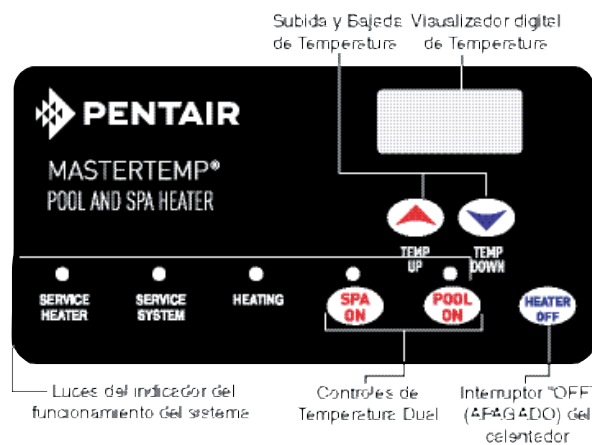 Subida y Bajada
de Temperatura
Visualizador digital
de Temperatura
PENTAIR
MASTERTEMP®
POOL AND SPA HEATER
TEMP
UP
TEMP
DOWN
SERVICE
HEATER
SERVICE
SYSTEM
HEATING
SPA
ON
POOL
ON
HEATER
OFF
Luces del indicador del
funcionamiento del sistema
Controles de
Temperatura Dual
Interruptor "OFF"
(APAGADO) del
calentador